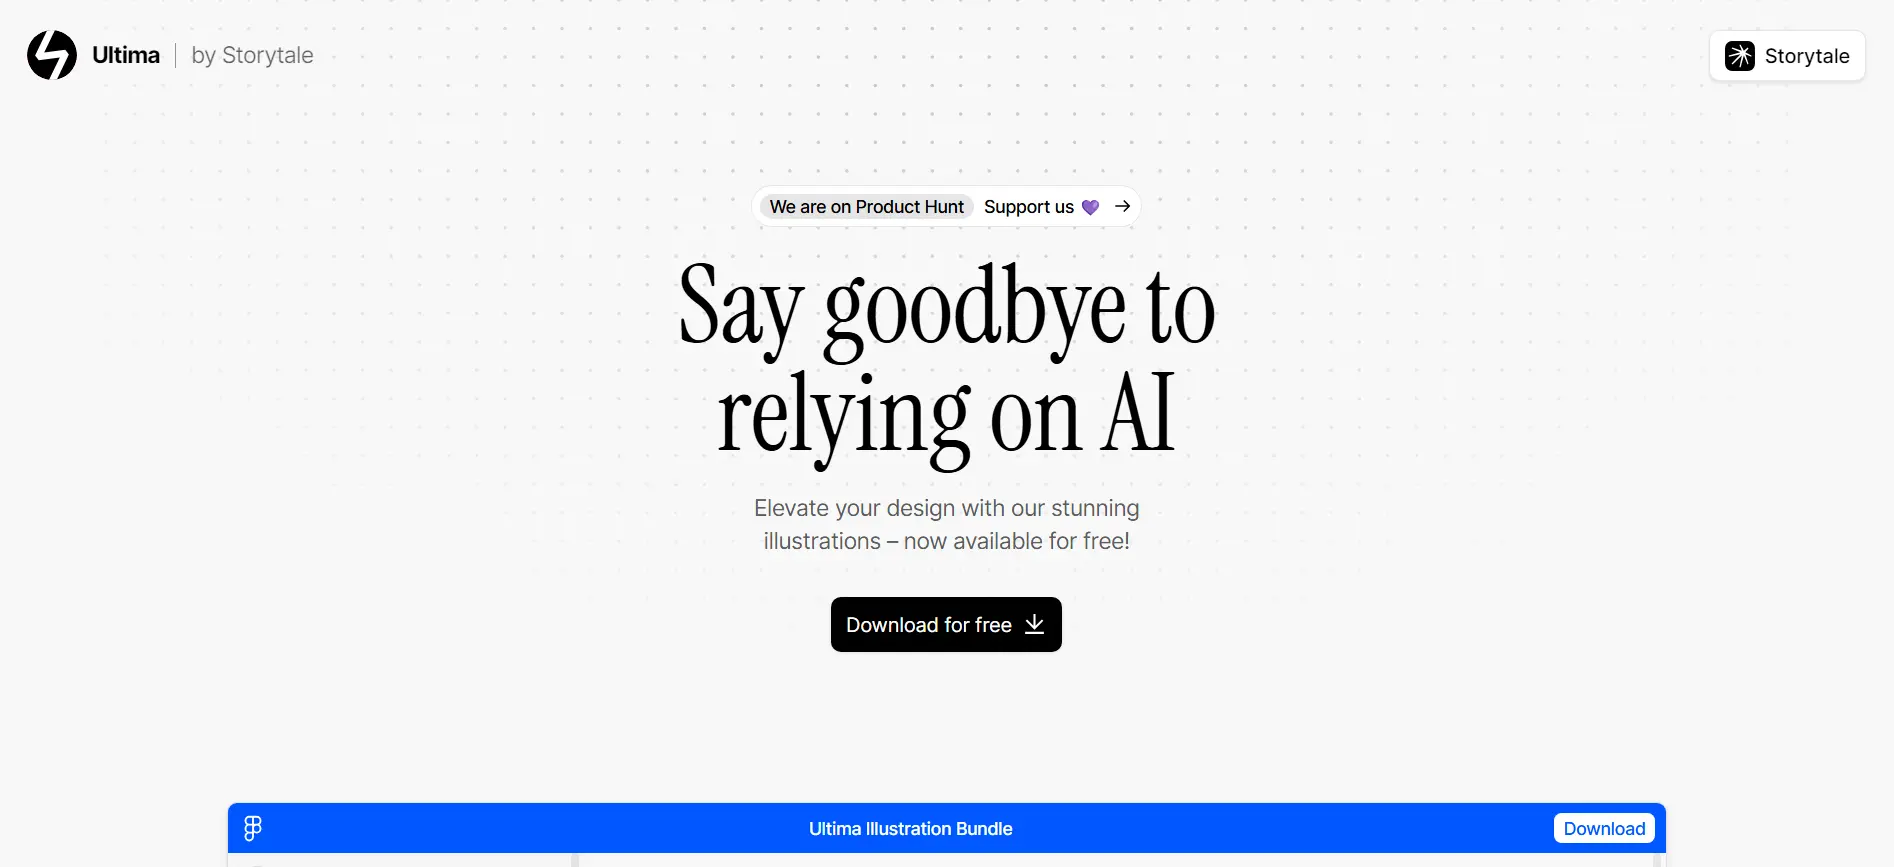 Ultima
by Storytale
Storytale
We are on Product Hunt
Support us 💜 →
Say goodbye to
relying on AI
Elevate your design with our stunning
illustrations – now available for free!
Download for free
Ultima Illustration Bundle
Download